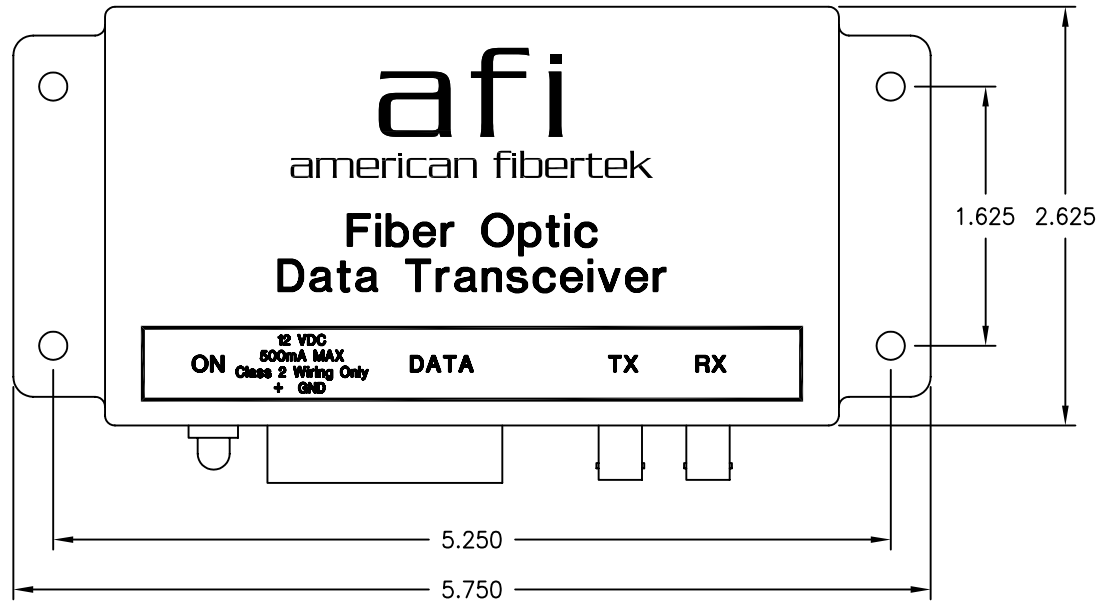 afi
american fibertek
Fiber Optic
Data Transceiver
ON
12 VDC
500mA MAX
Class 2 Wiring Only
+ GND
DATA
TX
RX
1.625
2.625
5.250
5.750